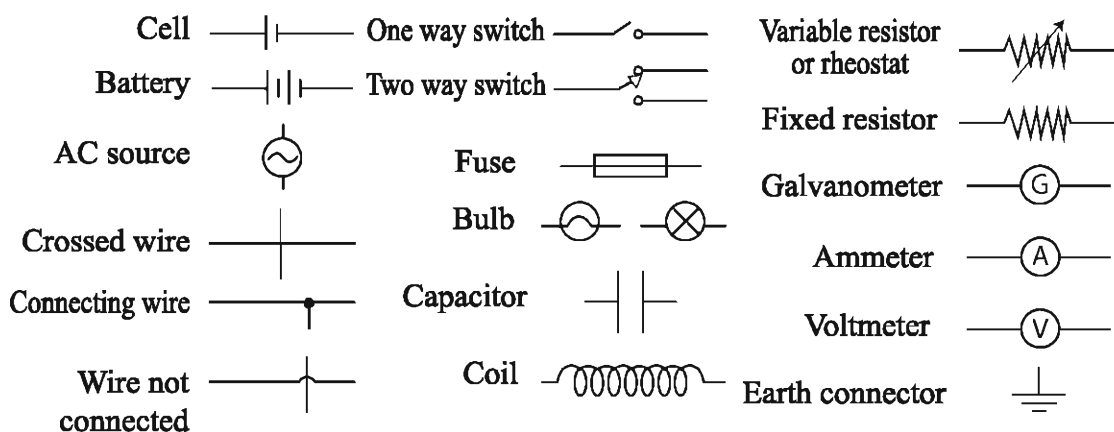 Cell
Battery
AC source
Crossed wire
Connecting wire
Wire not
connected
One way switch
Two way switch
Fuse
Bulb
Capacitor
Coil
Variable resistor
or rheostat
Fixed resistor
Galvanometer
G
Ammeter
A
Voltmeter
V
Earth connector